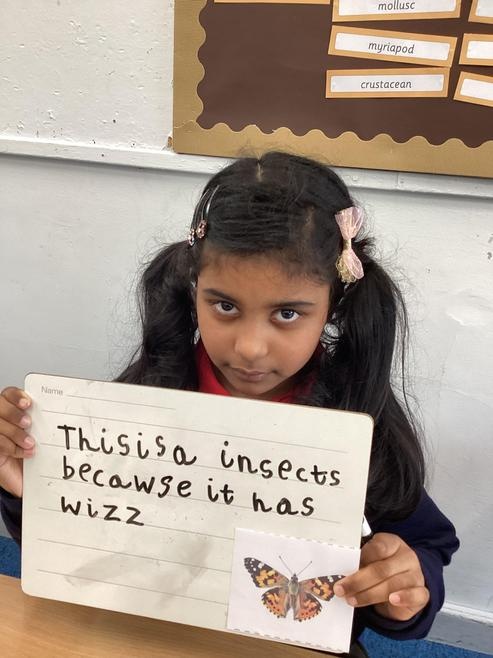 mollusc
myriapod
crustacean
Name
Thisisa insects
becawse it has
wizz